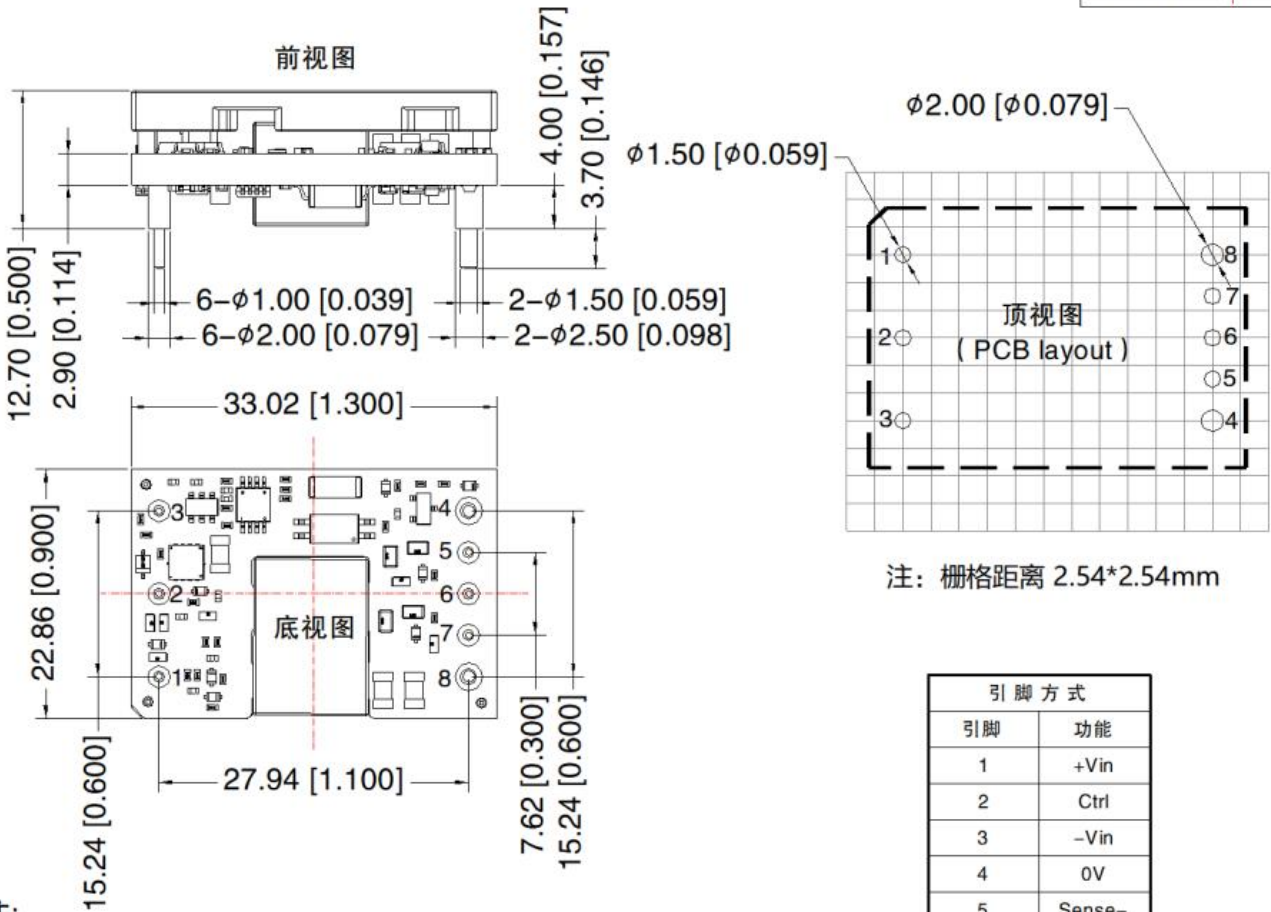 前视图
12.70 [0.500]
2.90 [0.114]
4.00 [0.157]
3.70 [0.146]
6-φ1.00 [0.039]
2-φ1.50 [0.059]
6-φ2.00 [0.079]
2-φ2.50 [0.098]
φ2.00 [φ0.079]
φ1.50 [φ0.059]
1
2
3
8
7
6
5
4
顶视图
( PCB layout )
注：栅格距离 2.54*2.54mm
33.02 [1.300]
22.86 [0.900]
15.24 [0.600]
3
2
1
4
5
6
7
8
底视图
27.94 [1.100]
7.62 [0.300]
15.24 [0.600]
引脚方式
引脚 功能
1 +Vin
2 Ctrl
3 -Vin
4 0V
5 Sense-